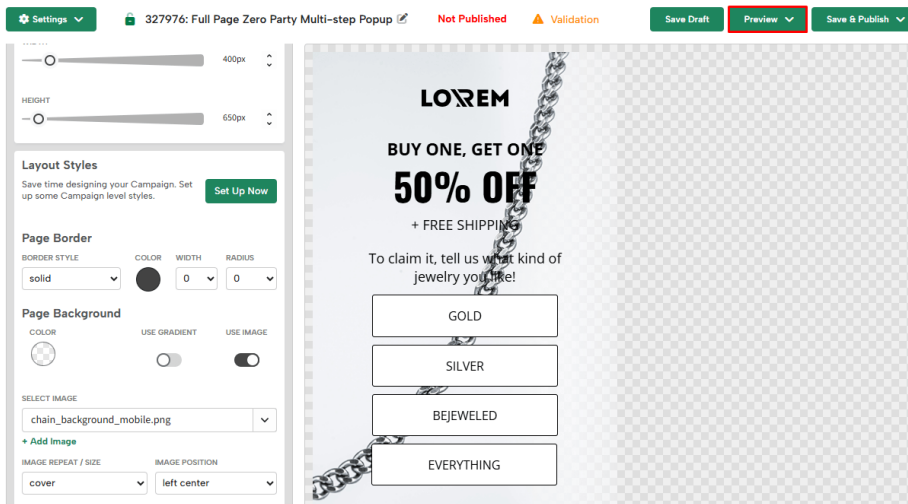 Settings
327976: Full Page Zero Party Multi-step Popup
Not Published
Validation
Save Draft
Preview
Save & Publish
400px
HEIGHT
650px
Layout Styles
Save time designing your Campaign. Set
up some Campaign level styles.
Set Up Now
Page Border
BORDER STYLE COLOR WIDTH RADIUS
solid 0 0
Page Background
COLOR USE GRADIENT USE IMAGE
SELECT IMAGE
chain_background_mobile.png
+ Add Image
IMAGE REPEAT / SIZE IMAGE POSITION
cover left center
LOREM
BUY ONE, GET ONE
50% OFF
+ FREE SHIPPING
To claim it, tell us what kind of
jewelry you like!
GOLD
SILVER
BEJEWELED
EVERYTHING